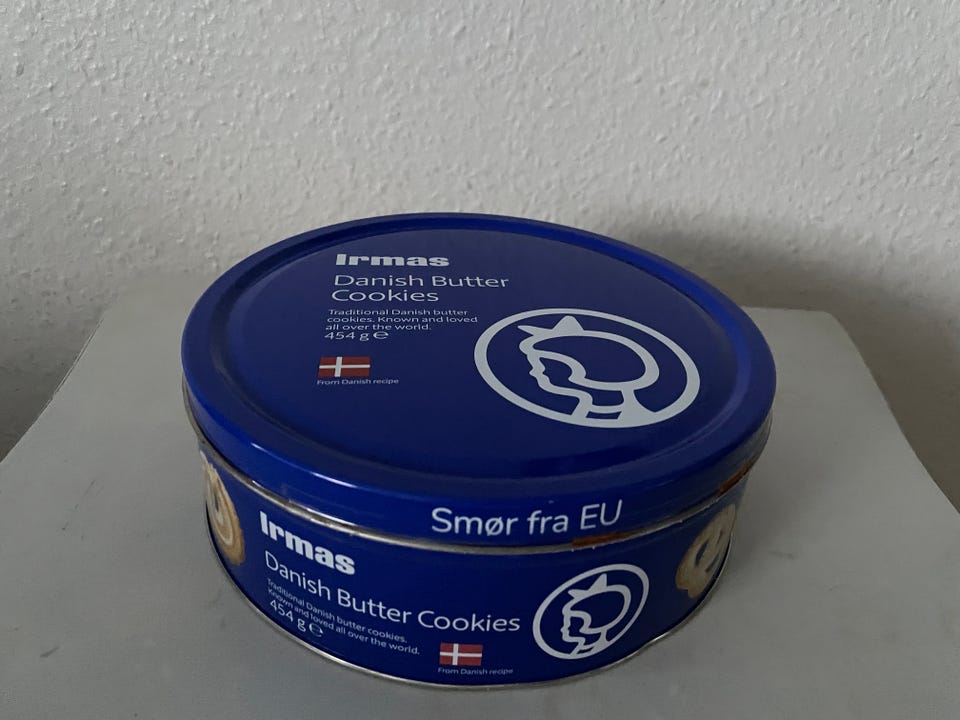 Irmas
Danish Butter
Cookies
Traditional Danish butter
cookies. Known and loved
all over the world.
454 g ℮
From Danish recipe
Smør fra EU
Irmas
Danish Butter Cookies
Traditional Danish butter cookies.
Known and loved all over the world.
454 g ℮
From Danish recipe